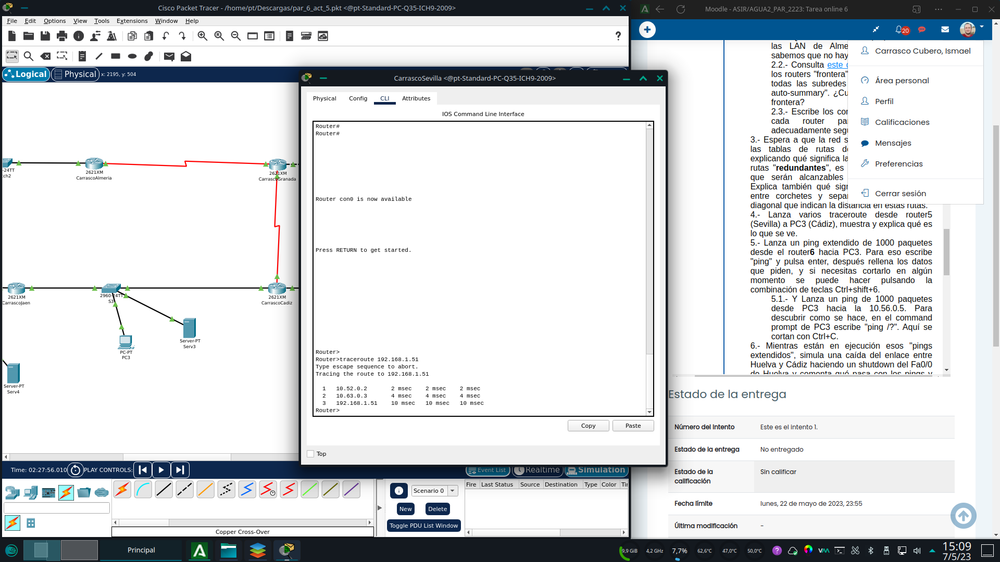 Cisco Packet Tracer - /home/pt/Descargas/par_6_act_5.pkt <@pt-Standard-PC-Q35-ICH9-2009>
File Edit Options View Tools Extensions Window Help
?
Logical Physical x: 2195, y: 504
-24TT
tch2
2621XM
CarrascoAlmeria
2621XM
CarrascoGranada
2621XM
CarrascoJaen
2960-24TT
S3
2621XM
CarrascoCadiz
PC-PT
PC3
Server-PT
Serv3
Server-PT
Serv4
Time: 02:27:56.010 PLAY CONTROLS:
Event List Realtime Simulation
Scenario 0
New Delete
Toggle PDU List Window
Fire Last Status Source Destination Type Color Tir
Copper Cross-Over
CarrascoSevilla <@pt-Standard-PC-Q35-ICH9-2009>
Physical Config CLI Attributes
IOS Command Line Interface
Router#
Router#
Router con0 is now available
Press RETURN to get started.
Router>
Router>traceroute 192.168.1.51
Type escape sequence to abort.
Tracing the route to 192.168.1.51
1 10.52.0.2 2 msec 2 msec 2 msec
2 10.63.0.3 4 msec 4 msec 4 msec
3 192.168.1.51 10 msec 10 msec 10 msec
Router>
Copy Paste
Top
Moodle - ASIR/AGUA2_PAR_2223: Tarea online 6
20
Carrasco Cubero, Ismael
Área personal
Perfil
Calificaciones
Mensajes
Preferencias
Cerrar sesión
las LAN de Alme
sabemos que no hay
2.2.- Consulta este
los routers "frontera"
todas las subredes
auto-summary". ¿Cu
frontera?
2.3.- Escribe los con
cada router pa
adecuadamente segu
3.- Espera a que la red s
las tablas de rutas de
explicando qué significa la
rutas "redundantes", es
que serán alcanzables
Explica también qué sign
entre corchetes y sepa
diagonal que indican la distancia en estas rutas.
4.- Lanza varios traceroute desde router5
(Sevilla) a PC3 (Cádiz), muestra y explica qué es
lo que se ve.
5.- Lanza un ping extendido de 1000 paquetes
desde el router6 hacia PC3. Para eso escribe
"ping" y pulsa enter, después rellena los datos
que piden, y si necesitas cortarlo en algún
momento se puede hacer pulsando la
combinación de teclas Ctrl+shift+6.
5.1.- Y Lanza un ping de 1000 paquetes
desde PC3 hacia la 10.56.0.5. Para
descubrir como se hace, en el command
prompt de PC3 escribe "ping /?". Aquí se
cortan con Ctrl+C.
6.- Mientras están en ejecución esos "pings
extendidos", simula una caída del enlace entre
Huelva y Cádiz haciendo un shutdown del Fa0/0
de Huelva y comenta qué pasa con los pings y
Estado de la entrega
Número del intento Este es el intento 1.
Estado de la entrega No entregado
Estado de la
calificación
Sin calificar
Fecha límite lunes, 22 de mayo de 2023, 23:55
Última modificación -
Principal
9,9 GiB 4,2 GHz 7,7% 62,6°C 47,0°C 50,0°C
15:09
7/5/23